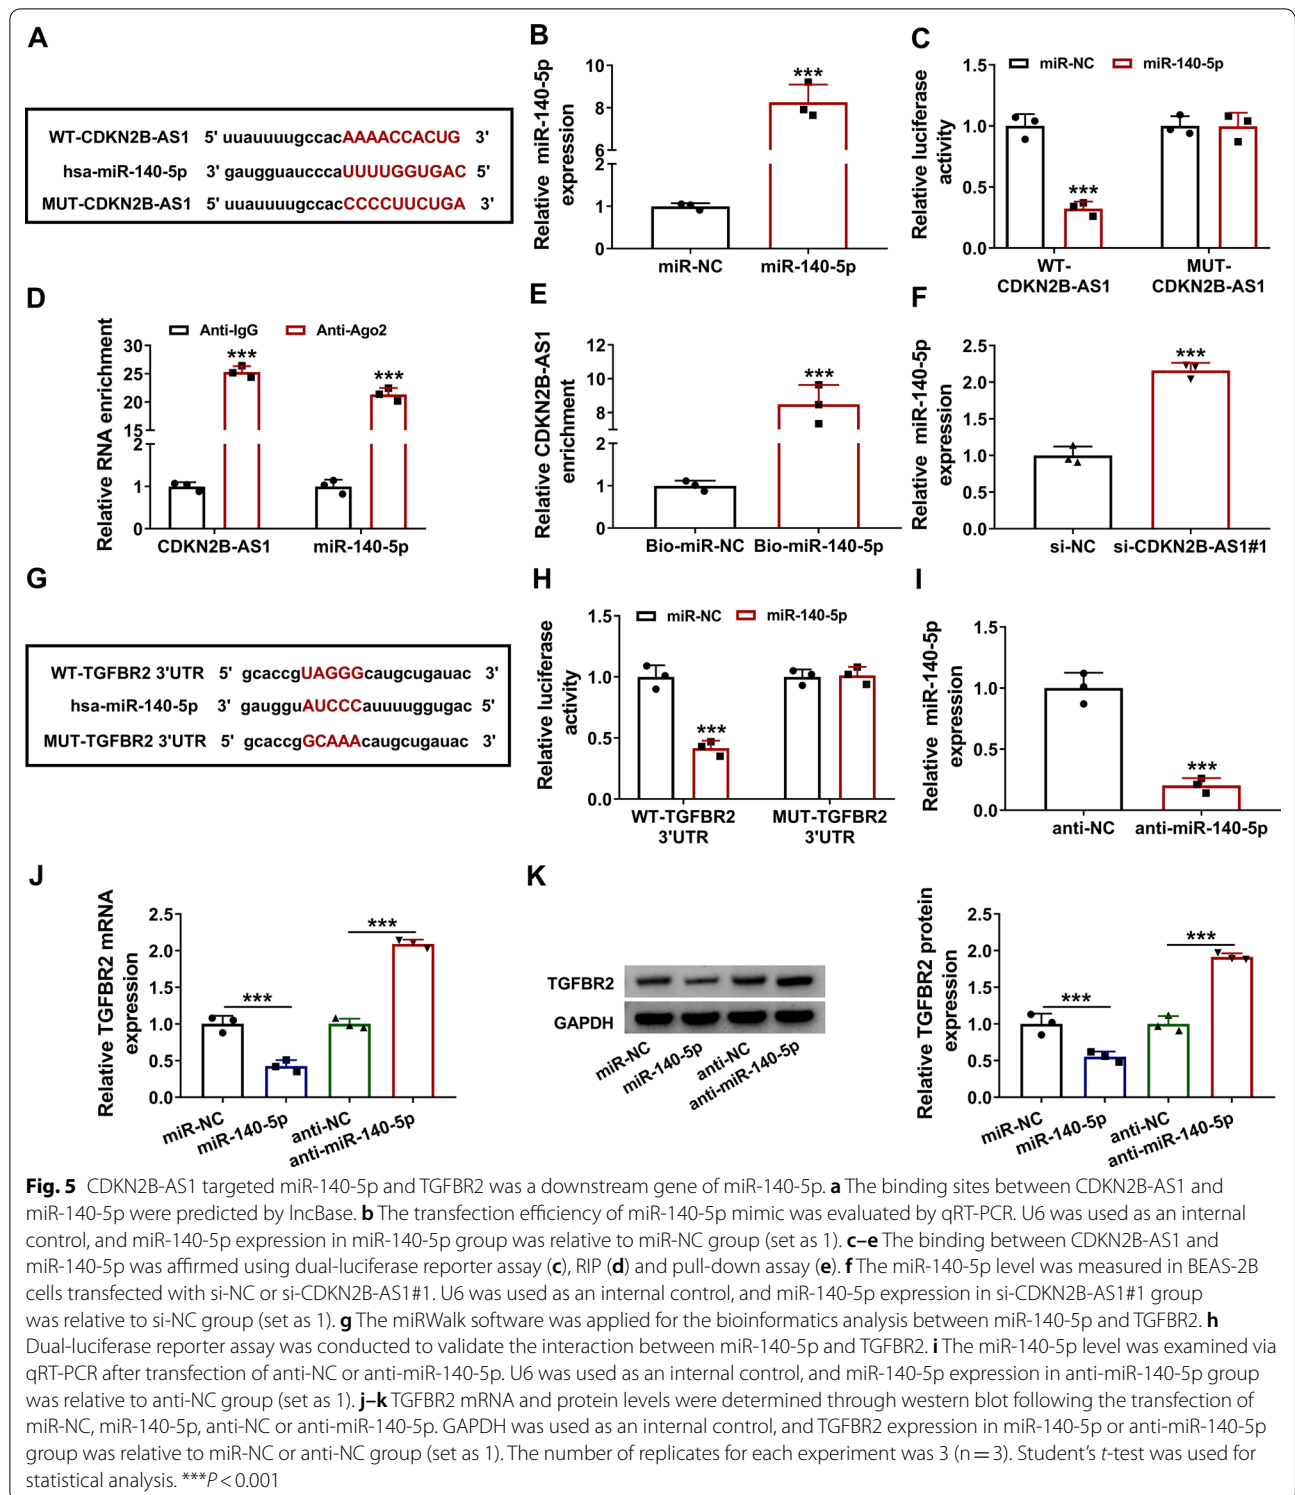 A
WT-CDKN2B-AS1 5' uuauuuugccacAAAACCACUG 3'
hsa-miR-140-5p 3' gaugguaucccaUUUUGGUGAC 5'
MUT-CDKN2B-AS1 5' uuauuuugccacCCCCUUCUGA 3'
B
Relative miR-140-5p
expression
10
8
6
2
1
0
***
miR-NC miR-140-5p
C
miR-NC miR-140-5p
Relative luciferase
activity
1.5
1.0
0.5
0.0
***
WT- MUT-
CDKN2B-AS1 CDKN2B-AS1
D
Anti-IgG Anti-Ago2
Relative RNA enrichment
30
25
20
15
2
1
0
*** ***
CDKN2B-AS1 miR-140-5p
E
Relative CDKN2B-AS1
enrichment
12
10
8
6
2
1
0
***
Bio-miR-NC Bio-miR-140-5p
F
Relative miR-140-5p
expression
2.5
2.0
1.5
1.0
0.5
0.0
***
si-NC si-CDKN2B-AS1#1
G
WT-TGFBR2 3'UTR 5' gcaccgUAGGGcaugcugauac 3'
hsa-miR-140-5p 3' gaugguAUCCCauuuuggugac 5'
MUT-TGFBR2 3'UTR 5' gcaccgGCAAAcaugcugauac 3'
H
miR-NC miR-140-5p
Relative luciferase
activity
1.5
1.0
0.5
0.0
***
WT-TGFBR2 MUT-TGFBR2
3'UTR 3'UTR
I
Relative miR-140-5p
expression
1.5
1.0
0.5
0.0
***
anti-NC anti-miR-140-5p
J
Relative TGFBR2 mRNA
expression
2.5
2.0
1.5
1.0
0.5
0.0
*** ***
miR-NC miR-140-5p anti-NC anti-miR-140-5p
K
TGFBR2
GAPDH
miR-NC miR-140-5p anti-NC anti-miR-140-5p
Relative TGFBR2 protein
expression
2.5
2.0
1.5
1.0
0.5
0.0
*** ***
miR-NC miR-140-5p anti-NC anti-miR-140-5p
Fig. 5 CDKN2B-AS1 targeted miR-140-5p and TGFBR2 was a downstream gene of miR-140-5p. a The binding sites between CDKN2B-AS1 and
miR-140-5p were predicted by lncBase. b The transfection efficiency of miR-140-5p mimic was evaluated by qRT-PCR. U6 was used as an internal
control, and miR-140-5p expression in miR-140-5p group was relative to miR-NC group (set as 1). c–e The binding between CDKN2B-AS1 and
miR-140-5p was affirmed using dual-luciferase reporter assay (c), RIP (d) and pull-down assay (e). f The miR-140-5p level was measured in BEAS-2B
cells transfected with si-NC or si-CDKN2B-AS1#1. U6 was used as an internal control, and miR-140-5p expression in si-CDKN2B-AS1#1 group
was relative to si-NC group (set as 1). g The miRWalk software was applied for the bioinformatics analysis between miR-140-5p and TGFBR2. h
Dual-luciferase reporter assay was conducted to validate the interaction between miR-140-5p and TGFBR2. i The miR-140-5p level was examined via
qRT-PCR after transfection of anti-NC or anti-miR-140-5p. U6 was used as an internal control, and miR-140-5p expression in anti-miR-140-5p group
was relative to anti-NC group (set as 1). j–k TGFBR2 mRNA and protein levels were determined through western blot following the transfection of
miR-NC, miR-140-5p, anti-NC or anti-miR-140-5p. GAPDH was used as an internal control, and TGFBR2 expression in miR-140-5p or anti-miR-140-5p
group was relative to miR-NC or anti-NC group (set as 1). The number of replicates for each experiment was 3 (n = 3). Student's t-test was used for
statistical analysis. ***P < 0.001